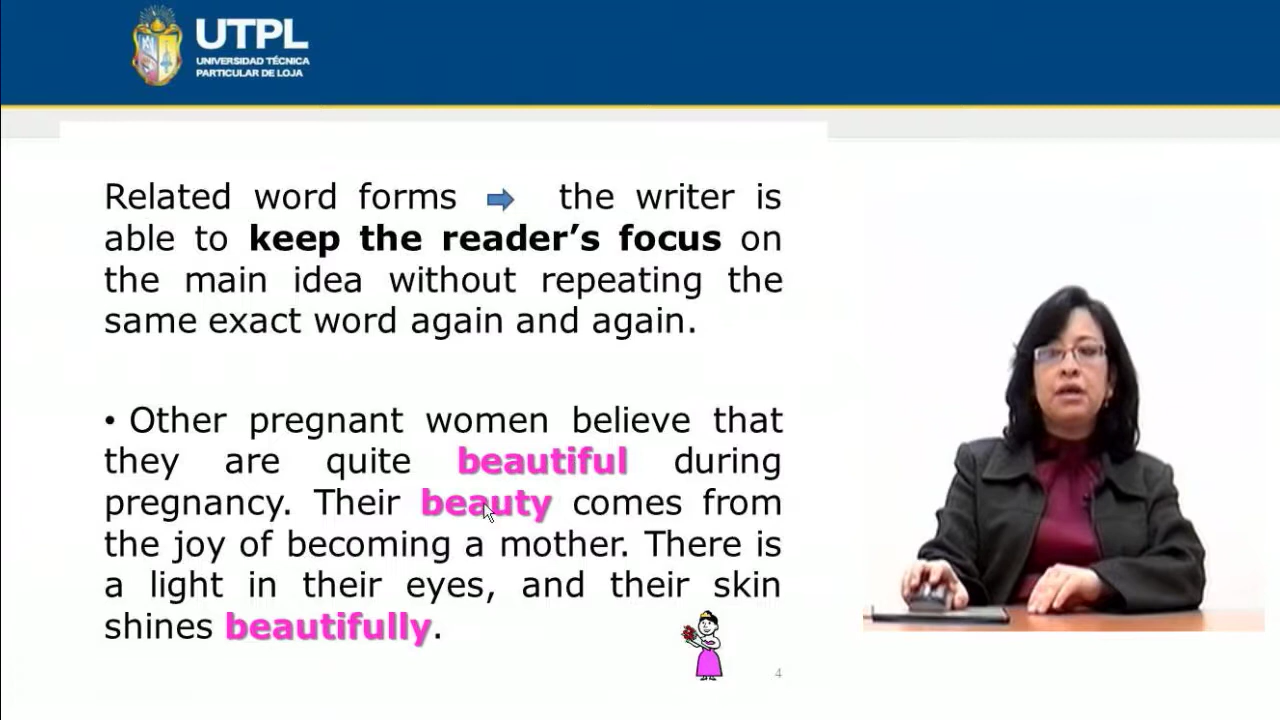 UTPL
UNIVERSIDAD TÉCNICA
PARTICULAR DE LOJA
Related word forms the writer is
able to keep the reader’s focus on
the main idea without repeating the
same exact word again and again.
• Other pregnant women believe that
they are quite beautiful during
pregnancy. Their beauty comes from
the joy of becoming a mother. There is
a light in their eyes, and their skin
shines beautifully.
4